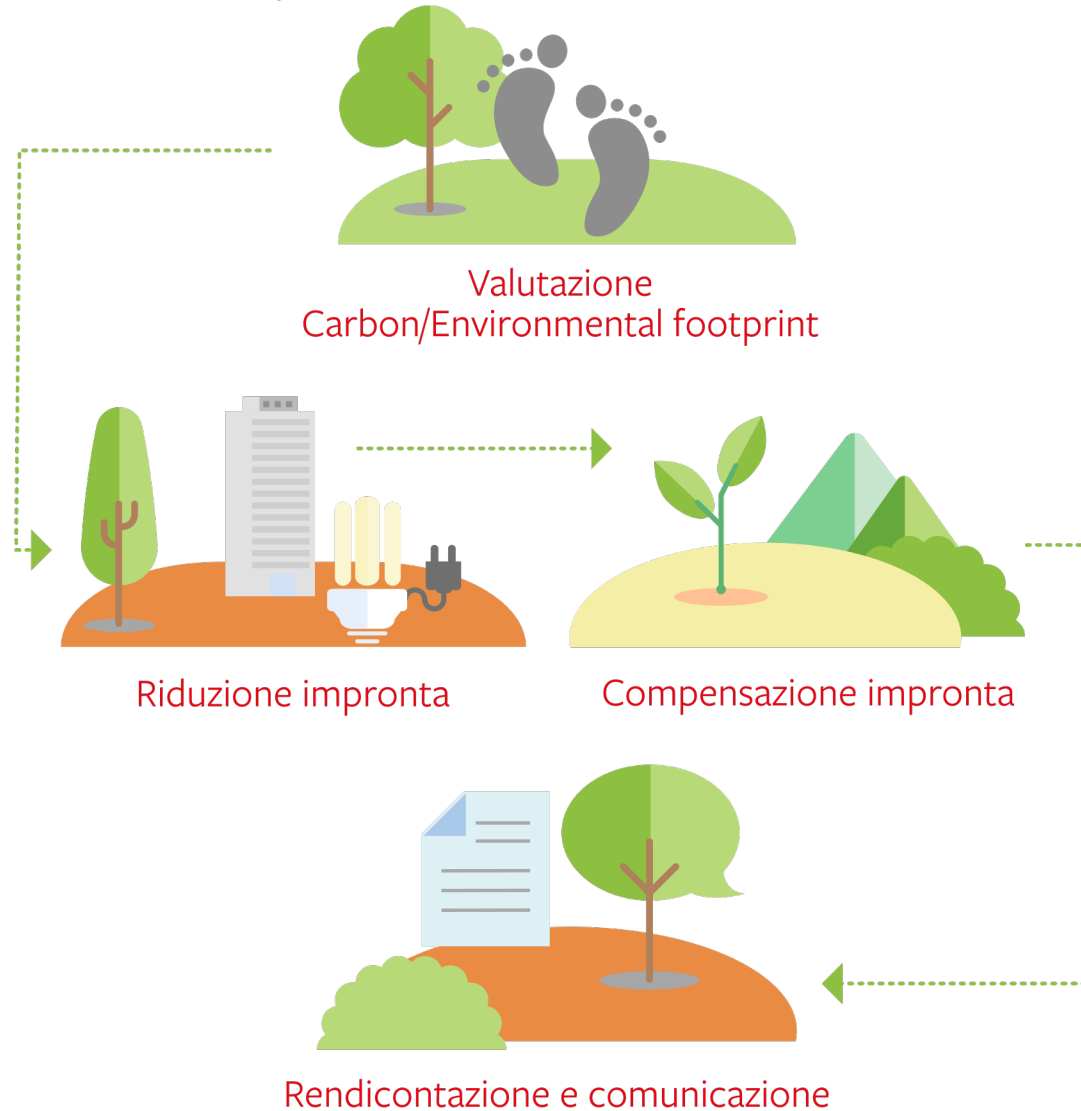 Valutazione
Carbon/Environmental footprint
Riduzione impronta
Compensazione impronta
Rendicontazione e comunicazione